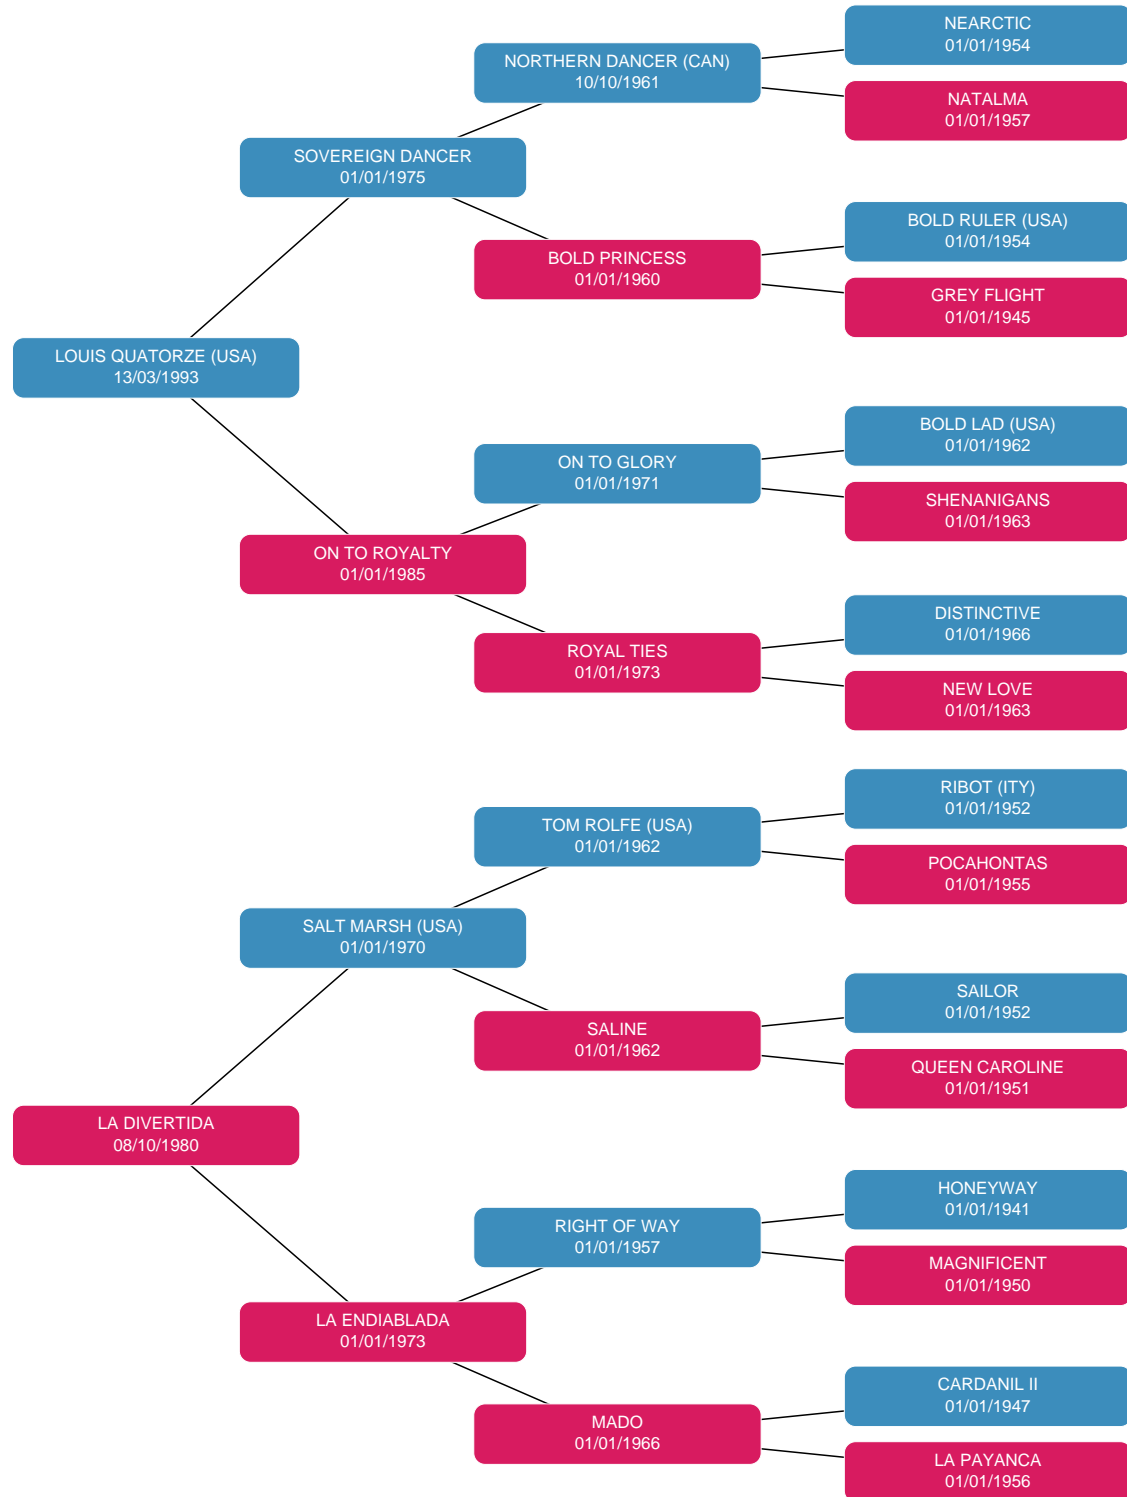 NEARCTIC
01/01/1954
NORTHERN DANCER (CAN)
10/10/1961
NATALMA
01/01/1957
SOVEREIGN DANCER
01/01/1975
BOLD RULER (USA)
01/01/1954
BOLD PRINCESS
01/01/1960
GREY FLIGHT
01/01/1945
LOUIS QUATORZE (USA)
13/03/1993
BOLD LAD (USA)
01/01/1962
ON TO GLORY
01/01/1971
SHENANIGANS
01/01/1963
ON TO ROYALTY
01/01/1985
DISTINCTIVE
01/01/1966
ROYAL TIES
01/01/1973
NEW LOVE
01/01/1963
RIBOT (ITY)
01/01/1952
TOM ROLFE (USA)
01/01/1962
POCAHONTAS
01/01/1955
SALT MARSH (USA)
01/01/1970
SAILOR
01/01/1952
SALINE
01/01/1962
QUEEN CAROLINE
01/01/1951
LA DIVERTIDA
08/10/1980
HONEYWAY
01/01/1941
RIGHT OF WAY
01/01/1957
MAGNIFICENT
01/01/1950
LA ENDIABLADA
01/01/1973
CARDANIL II
01/01/1947
MADO
01/01/1966
LA PAYANCA
01/01/1956